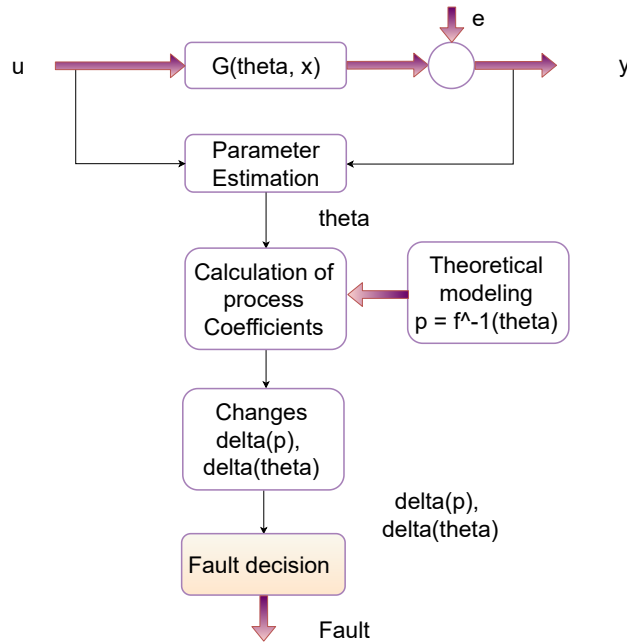 e
u
G(theta, x)
y
Parameter
Estimation
theta
Calculation of
process
Coefficients
Theoretical
modeling
p = f^-1(theta)
Changes
delta(p),
delta(theta)
delta(p),
delta(theta)
Fault decision
Fault